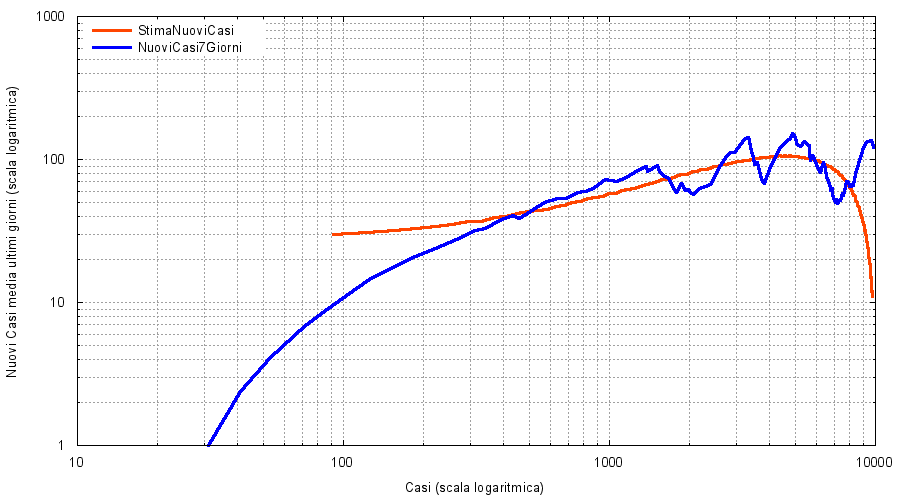 1000
StimaNuoviCasi
NuoviCasi7Giorni
100
10
1
Nuovi Casi media ultimi giorni (scala logaritmica)
10
100
1000
10000
Casi (scala logaritmica)